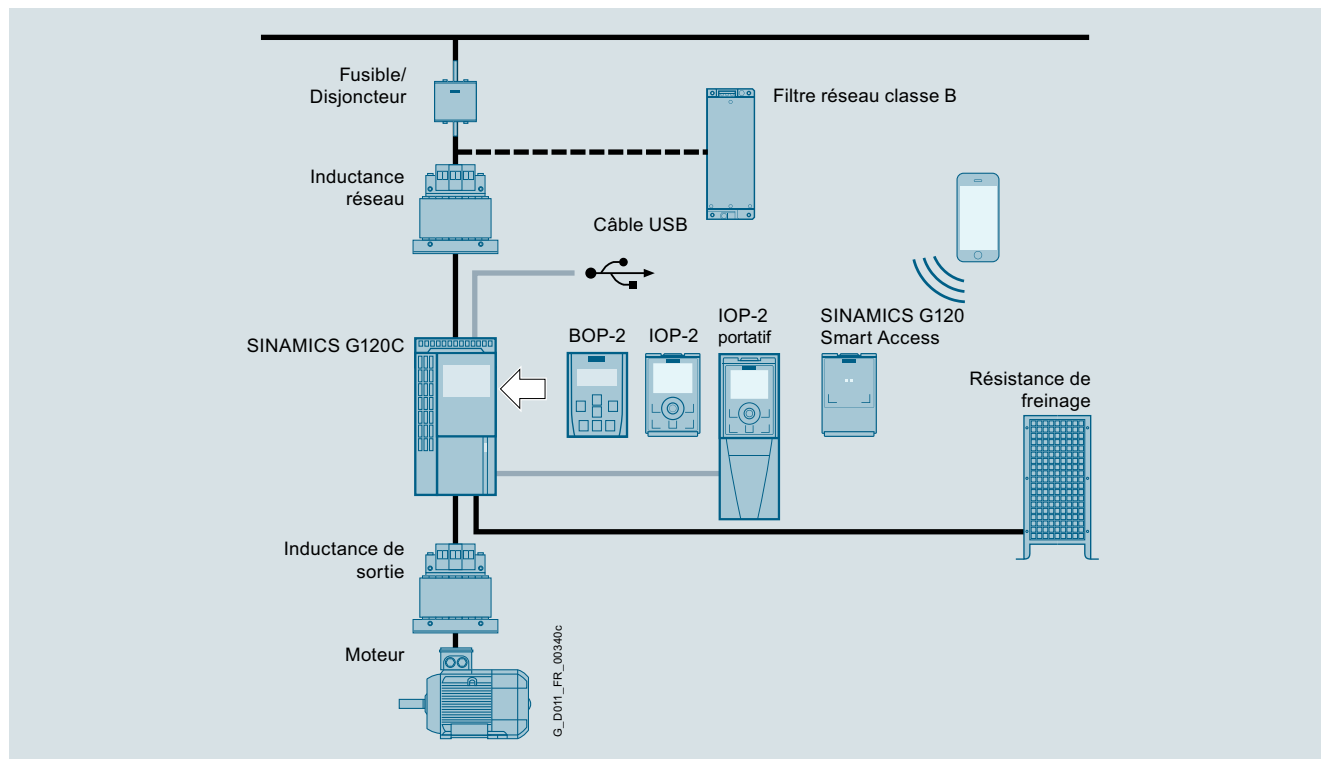 Fusible/
Disjoncteur
Filtre réseau classe B
Inductance
réseau
Câble USB
SINAMICS G120C
BOP-2
IOP-2
IOP-2
portatif
SINAMICS G120
Smart Access
Résistance de
freinage
Inductance de
sortie
Moteur
G_D011_FR_00340c